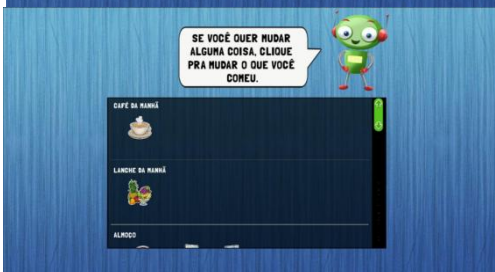 SE VOCÊ QUER MUDAR
ALGUMA COISA, CLIQUE
PRA MUDAR O QUE VOCÊ
COMEU.
CAFÉ DA MANHÃ
LANCHE DA MANHÃ
ALMOÇO